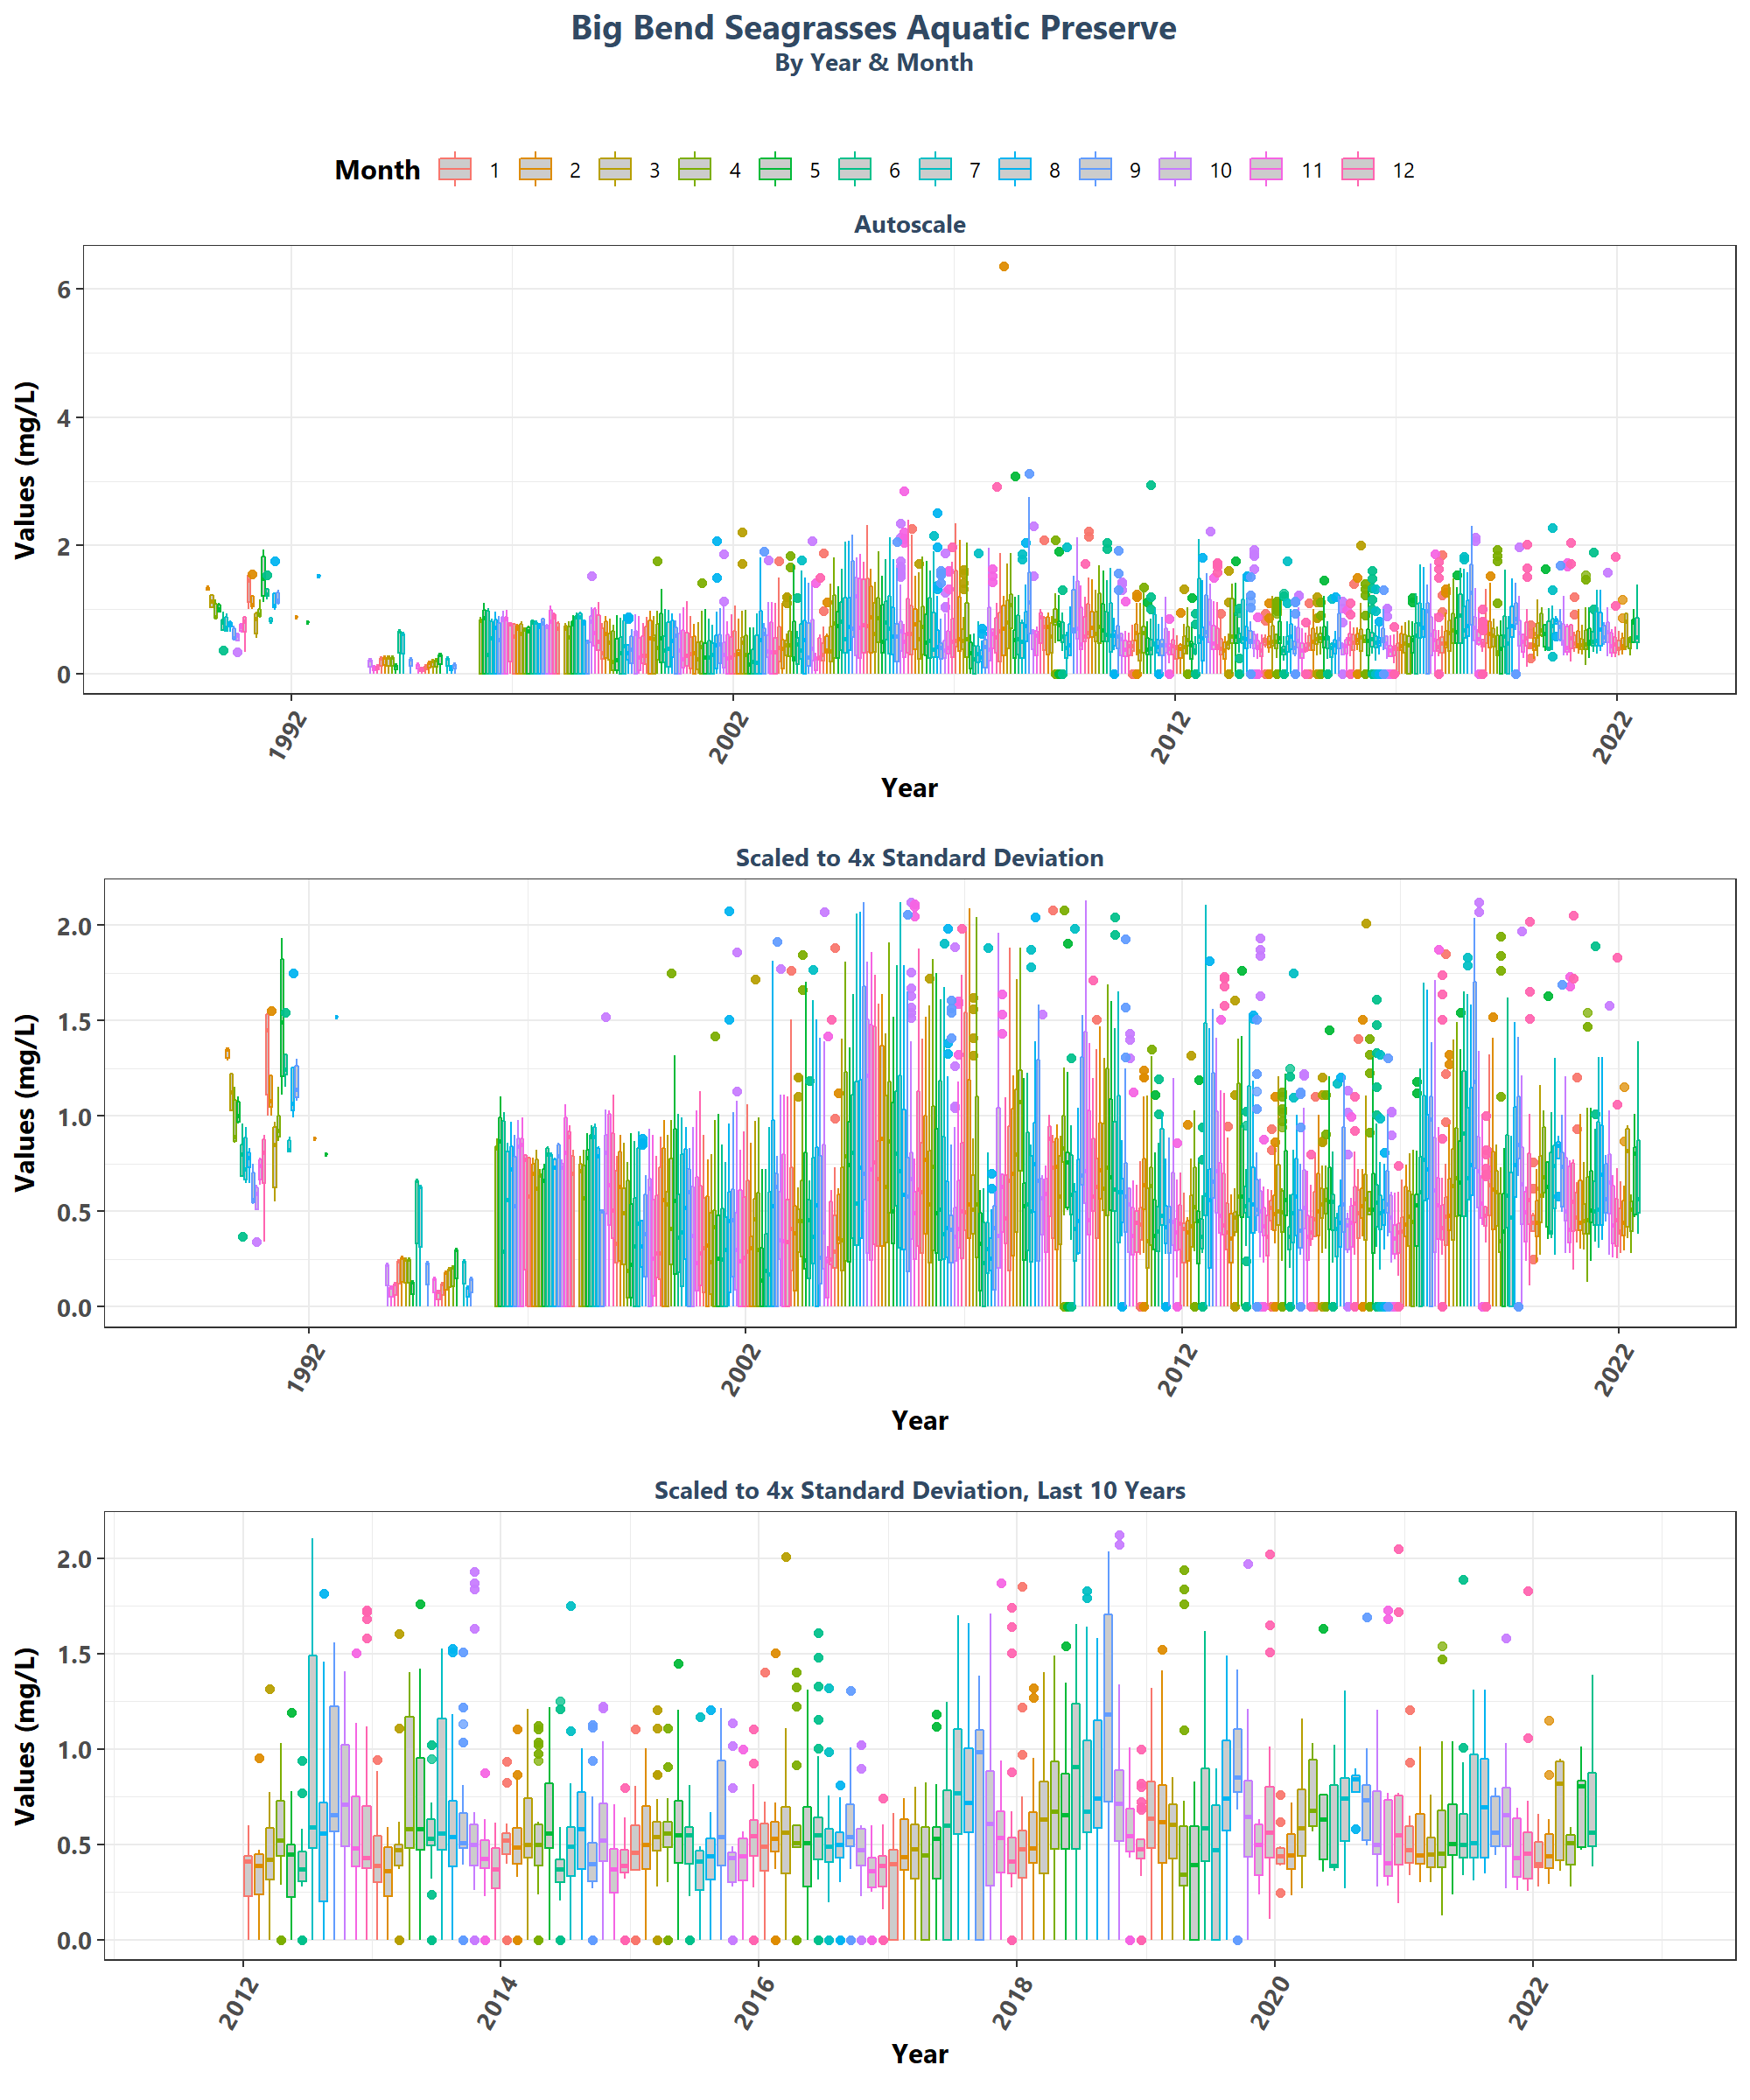 Big Bend Seagrasses Aquatic Preserve
By Year & Month
Month 1 2 3 4 5 6 7 8 9 10 11 12
Autoscale
Values (mg/L)
6
4
2
0
1992 2002 2012 2022
Year
Scaled to 4x Standard Deviation
Values (mg/L)
2.0
1.5
1.0
0.5
0.0
1992 2002 2012 2022
Year
Scaled to 4x Standard Deviation, Last 10 Years
Values (mg/L)
2.0
1.5
1.0
0.5
0.0
2012 2014 2016 2018 2020 2022
Year